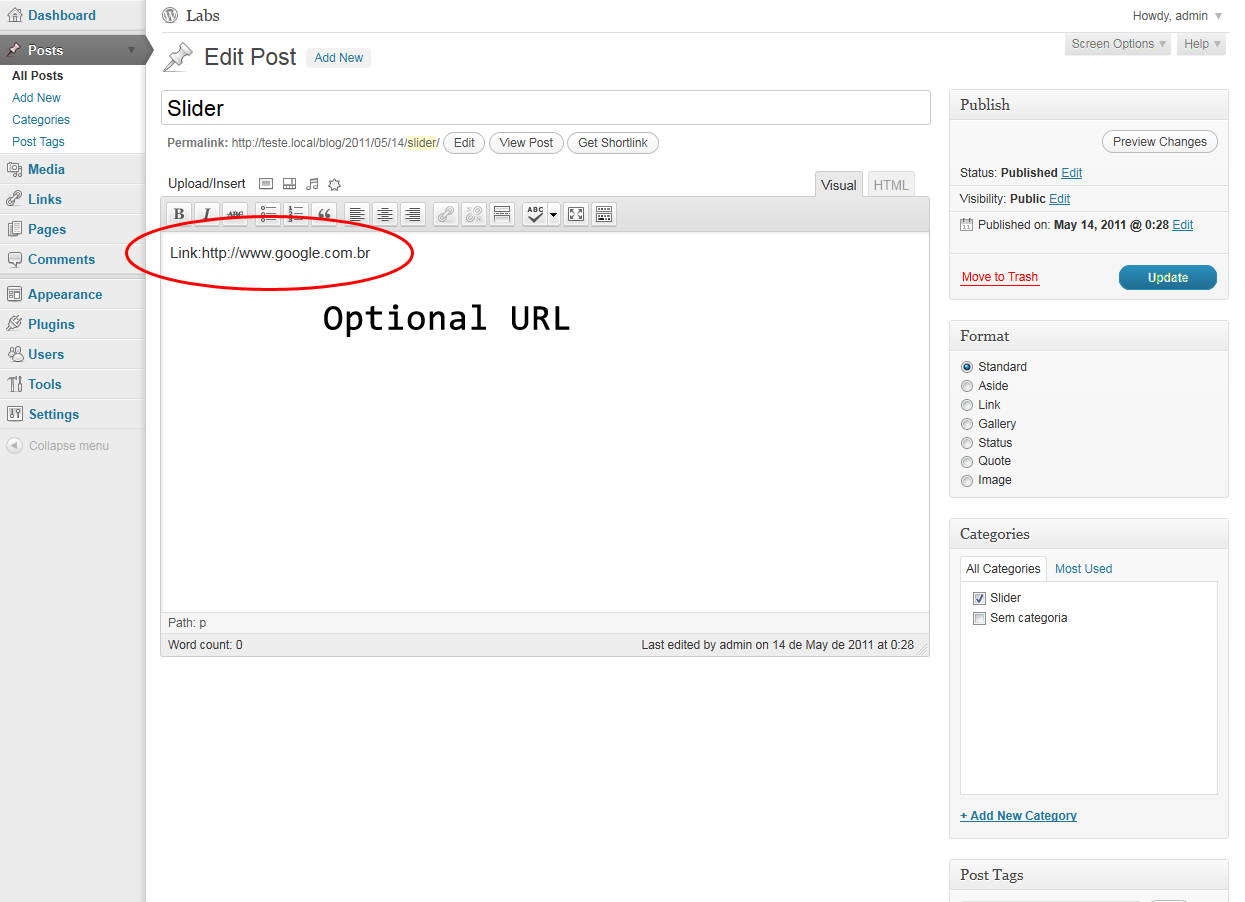 Dashboard
Posts
All Posts
Add New
Categories
Post Tags
Media
Links
Pages
Comments
Appearance
Plugins
Users
Tools
Settings
Collapse menu
Labs
Howdy, admin
Screen Options
Help
Edit Post
Add New
Slider
Permalink: http://teste.local/blog/2011/05/14/slider/ Edit View Post Get Shortlink
Upload/Insert
Visual
HTML
B I ABC ABC
Link:http://www.google.com.br
Optional URL
Path: p
Word count: 0
Last edited by admin on 14 de May de 2011 at 0:28
Publish
Preview Changes
Status: Published Edit
Visibility: Public Edit
Published on: May 14, 2011 @ 0:28 Edit
Move to Trash
Update
Format
Standard
Aside
Link
Gallery
Status
Quote
Image
Categories
All Categories
Most Used
Slider
Sem categoria
+ Add New Category
Post Tags